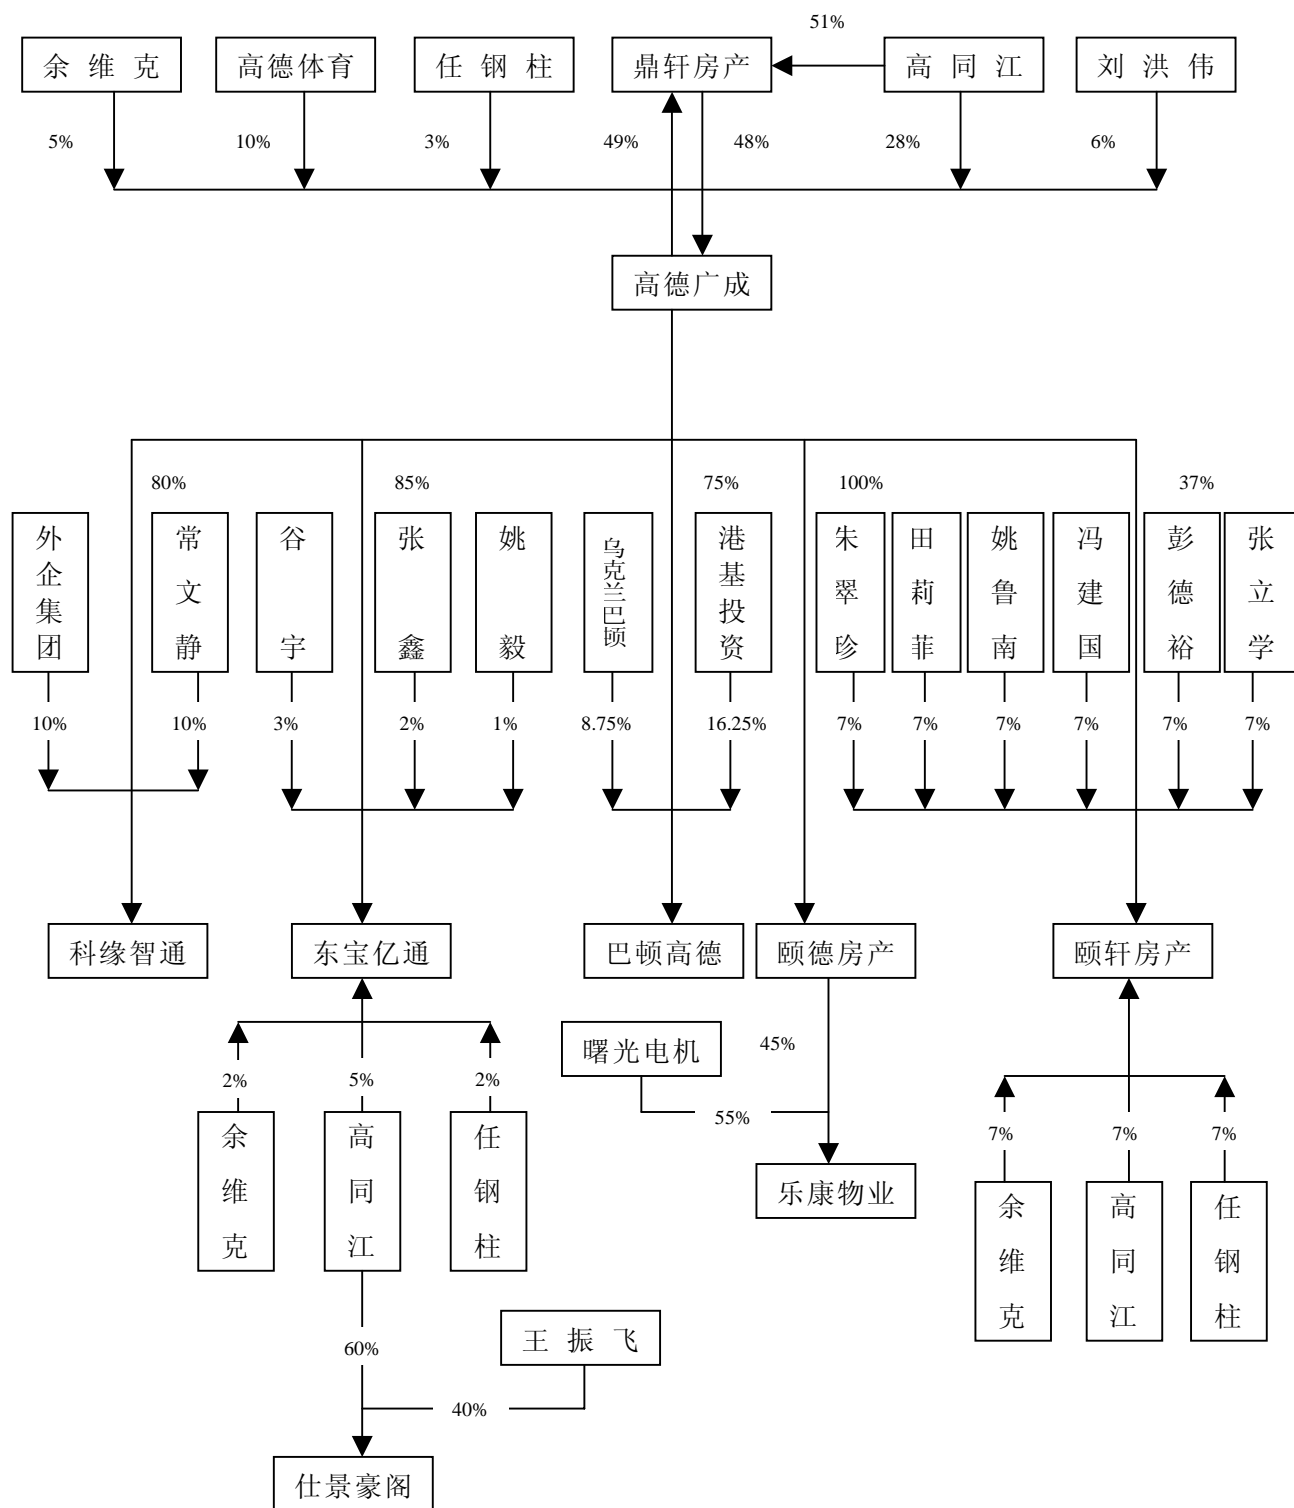 51%
余维克
高德体育
任钢柱
鼎轩房产
高同江
刘洪伟
5%
10%
3%
49%
48%
28%
6%
高德广成
80%
85%
75%
100%
37%
外企集团
常文静
谷宇
张鑫
姚毅
乌克兰巴顿
港基投资
朱翠珍
田莉菲
姚鲁南
冯建国
彭德裕
张立学
10%
10%
3%
2%
1%
8.75%
16.25%
7%
7%
7%
7%
7%
7%
科缘智通
东宝亿通
巴顿高德
颐德房产
颐轩房产
曙光电机
45%
2%
5%
2%
55%
7%
7%
7%
余维克
高同江
任钢柱
乐康物业
余维克
高同江
任钢柱
王振飞
60%
40%
仕景豪阁